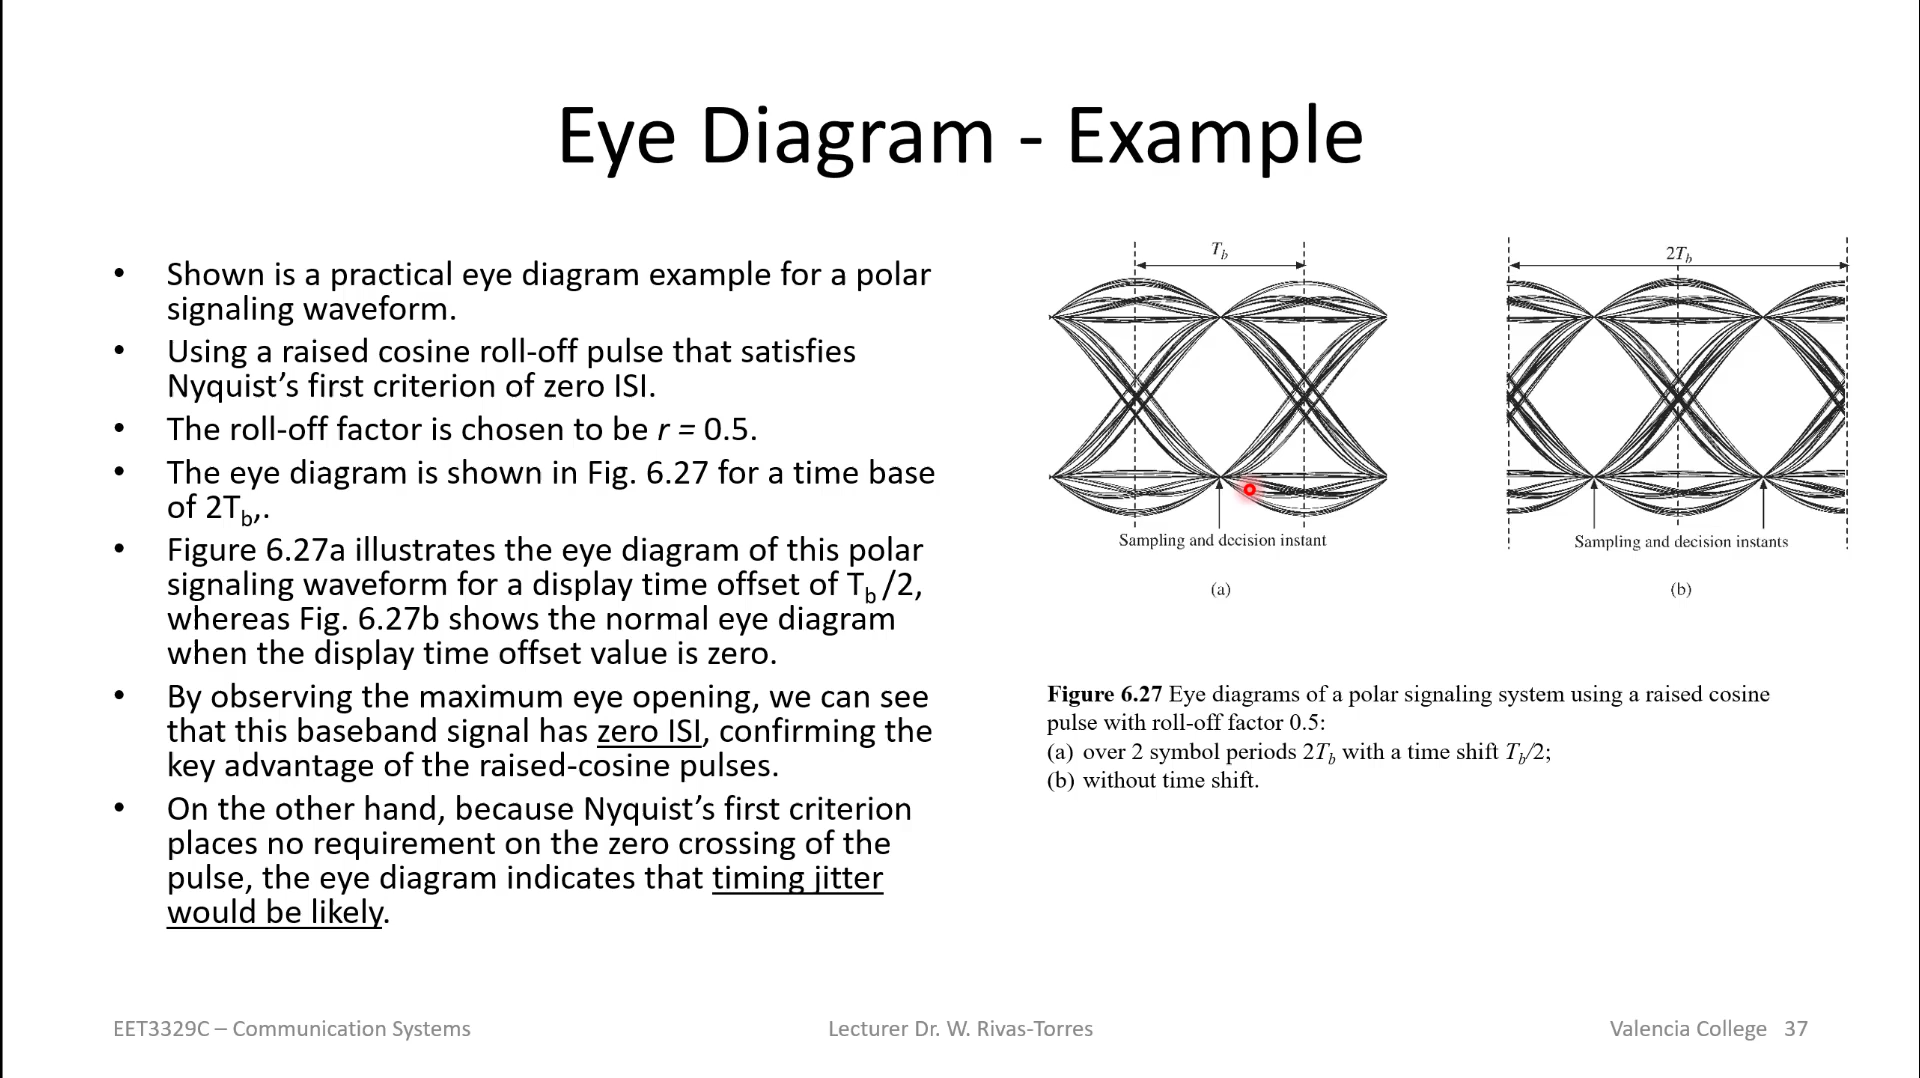 Eye Diagram - Example
• Shown is a practical eye diagram example for a polar
signaling waveform.
• Using a raised cosine roll-off pulse that satisfies
Nyquist’s first criterion of zero ISI.
• The roll-off factor is chosen to be r = 0.5.
• The eye diagram is shown in Fig. 6.27 for a time base
of 2Tb,.
• Figure 6.27a illustrates the eye diagram of this polar
signaling waveform for a display time offset of Tb /2,
whereas Fig. 6.27b shows the normal eye diagram
when the display time offset value is zero.
• By observing the maximum eye opening, we can see
that this baseband signal has zero ISI, confirming the
key advantage of the raised-cosine pulses.
• On the other hand, because Nyquist’s first criterion
places no requirement on the zero crossing of the
pulse, the eye diagram indicates that timing jitter
would be likely.
Tb
Sampling and decision instant
(a)
2Tb
Sampling and decision instants
(b)
Figure 6.27 Eye diagrams of a polar signaling system using a raised cosine
pulse with roll-off factor 0.5:
(a) over 2 symbol periods 2Tb with a time shift Tb/2;
(b) without time shift.
EET3329C – Communication Systems
Lecturer Dr. W. Rivas-Torres
Valencia College 37